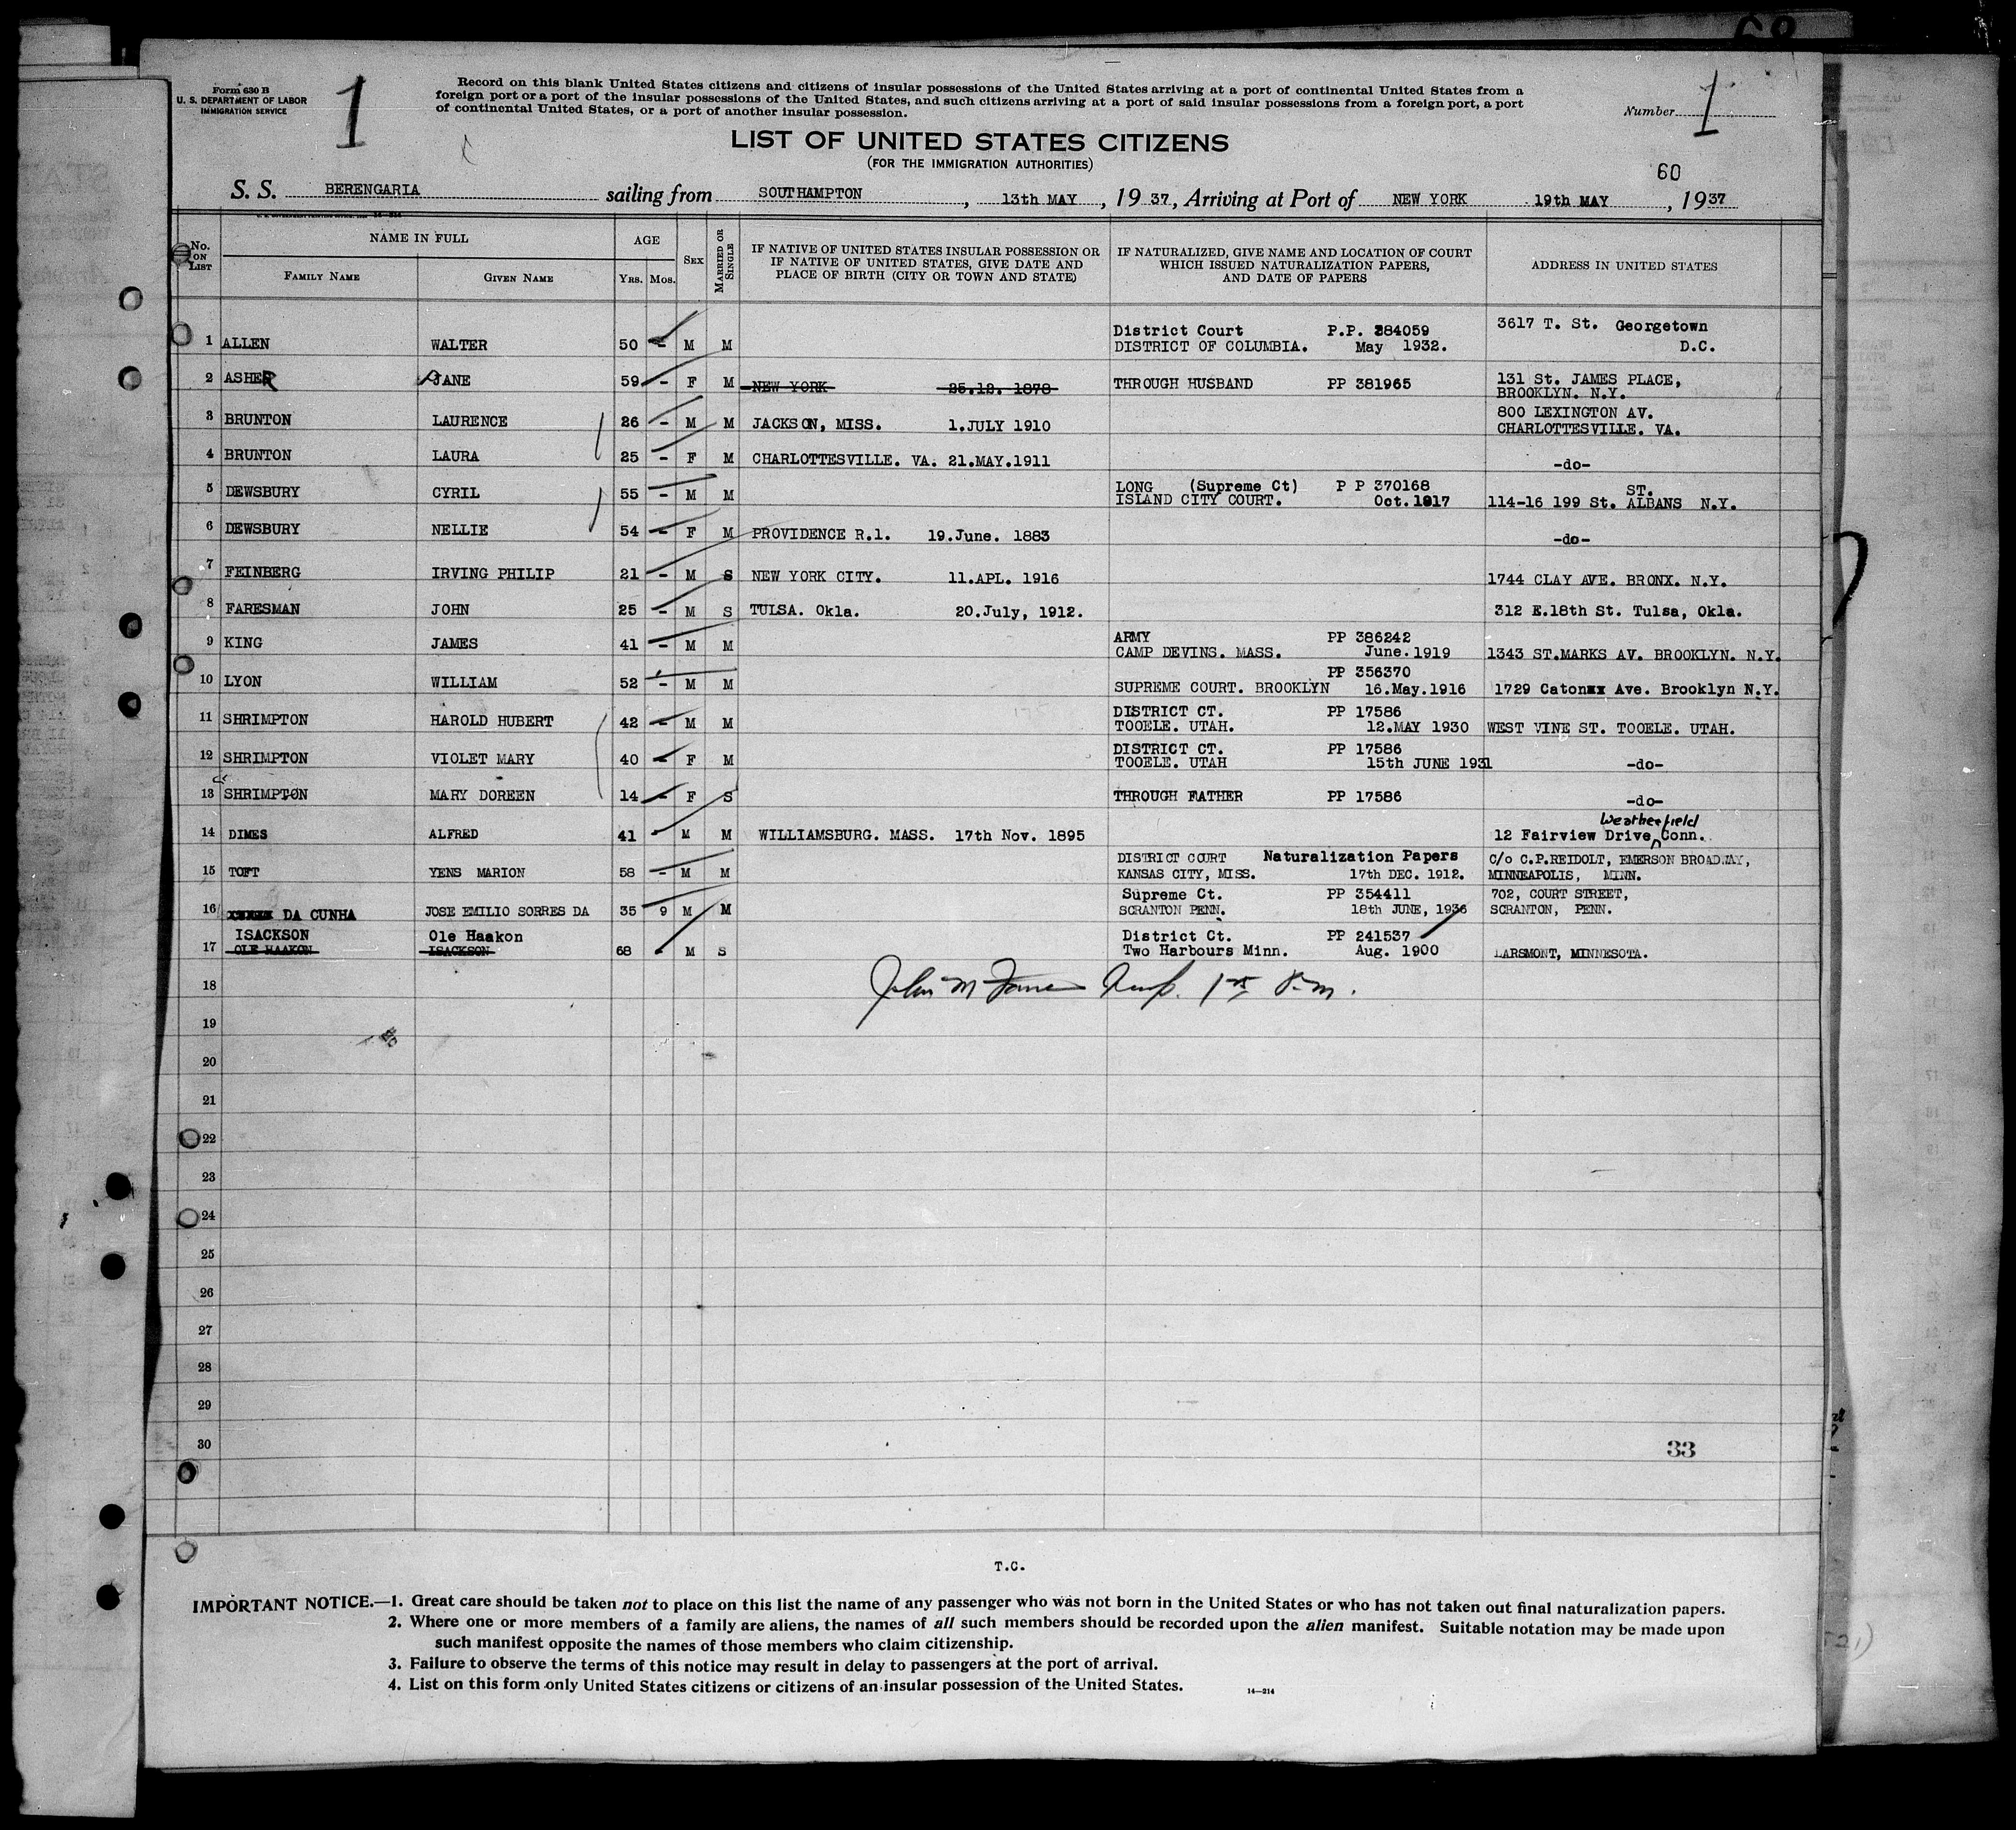 Form 630 B
U. S. DEPARTMENT OF LABOR
IMMIGRATION SERVICE
1
Record on this blank United States citizens and citizens of insular possessions of the United States arriving at a port of continental United States from a
foreign port or a port of the insular possessions of the United States, and such citizens arriving at a port of said insular possessions from a foreign port, a port
of continental United States, or a port of another insular possession.
Number 1
LIST OF UNITED STATES CITIZENS
(FOR THE IMMIGRATION AUTHORITIES)
60
S. S. BERENGARIA sailing from SOUTHAMPTON, 13th MAY, 19 37, Arriving at Port of NEW YORK 19th MAY, 19 37
No. ON LIST
NAME IN FULL
FAMILY NAME GIVEN NAME
AGE
YRS. MOS.
SEX
MARRIED OR SINGLE
IF NATIVE OF UNITED STATES INSULAR POSSESSION OR
IF NATIVE OF UNITED STATES, GIVE DATE AND
PLACE OF BIRTH (CITY OR TOWN AND STATE)
IF NATURALIZED, GIVE NAME AND LOCATION OF COURT
WHICH ISSUED NATURALIZATION PAPERS,
AND DATE OF PAPERS
ADDRESS IN UNITED STATES
1 ALLEN WALTER 50 - M M District Court P.P. 284059 3617 T. St. Georgetown
DISTRICT OF COLUMBIA. May 1932. D.C.
2 ASHER JANE 59 - F M NEW YORK 25.12. 1878 THROUGH HUSBAND PP 381965 131 St. JAMES PLACE,
BROOKLYN. N.Y.
3 BRUNTON LAURENCE 26 - M M JACKSON, MISS. 1.JULY 1910 800 LEXINGTON AV.
CHARLOTTESVILLE. VA.
4 BRUNTON LAURA 25 - F M CHARLOTTESVILLE. VA. 21.MAY.1911 -do-
5 DEWSBURY CYRIL 55 - M M LONG (Supreme Ct) P P 370168 ST.
ISLAND CITY COURT. Oct.1917 114-16 199 St. ALBANS N.Y.
6 DEWSBURY NELLIE 54 - F M PROVIDENCE R.l. 19.June. 1883 -do-
7 FEINBERG IRVING PHILIP 21 - M S NEW YORK CITY. 11.APL. 1916 1744 CLAY AVE. BRONX. N.Y.
8 FARESMAN JOHN 25 - M S TULSA. Okla. 20.July, 1912. 312 E.18th St. Tulsa, Okla.
9 KING JAMES 41 - M M ARMY PP 386242
CAMP DEVINS. MASS. June.1919 1343 ST.MARKS AV. BROOKLYN. N.Y.
10 LYON WILLIAM 52 - M M PP 356370
SUPREME COURT. BROOKLYN 16.May.1916 1729 Catonxx Ave. Brooklyn N.Y.
11 SHRIMPTON HAROLD HUBERT 42 - M M DISTRICT CT. PP 17586
TOOELE. UTAH. 12.MAY 1930 WEST VINE ST. TOOELE. UTAH.
12 SHRIMPTON VIOLET MARY 40 - F M DISTRICT CT. PP 17586
TOOELE. UTAH 15th JUNE 1931 -do-
13 SHRIMPTON MARY DOREEN 14 - F S THROUGH FATHER PP 17586 -do-
Weatherfield
14 DIMES ALFRED 41 M M WILLIAMSBURG. MASS. 17th Nov. 1895 12 Fairview Drive, Conn.
15 TOFT YENS MARION 58 - M M DISTRICT COURT Naturalization Papers C/o C.P.REIDOLT, EMERSON BROADWAY,
KANSAS CITY, MISS. 17th DEC. 1912. MINNEAPOLIS, MINN.
16 DA CUNHA JOSE EMILIO SORRES DA 35 9 M M Supreme Ct. PP 354411 702, COURT STREET,
SCRANTON PENN. 18th JUNE, 1936 SCRANTON, PENN.
ISACKSON Ole Haakon District Ct. PP 241537
17 OLE HAAKON ISACKSON 68 M S Two Harbours Minn. Aug. 1900 LARSMONT, MINNESOTA.
18
19
20
21
22
23
24
25
26
27
28
29
30
33
T.C.
IMPORTANT NOTICE.—1. Great care should be taken not to place on this list the name of any passenger who was not born in the United States or who has not taken out final naturalization papers.
2. Where one or more members of a family are aliens, the names of all such members should be recorded upon the alien manifest. Suitable notation may be made upon
such manifest opposite the names of those members who claim citizenship.
3. Failure to observe the terms of this notice may result in delay to passengers at the port of arrival.
4. List on this form only United States citizens or citizens of an insular possession of the United States.
14—214